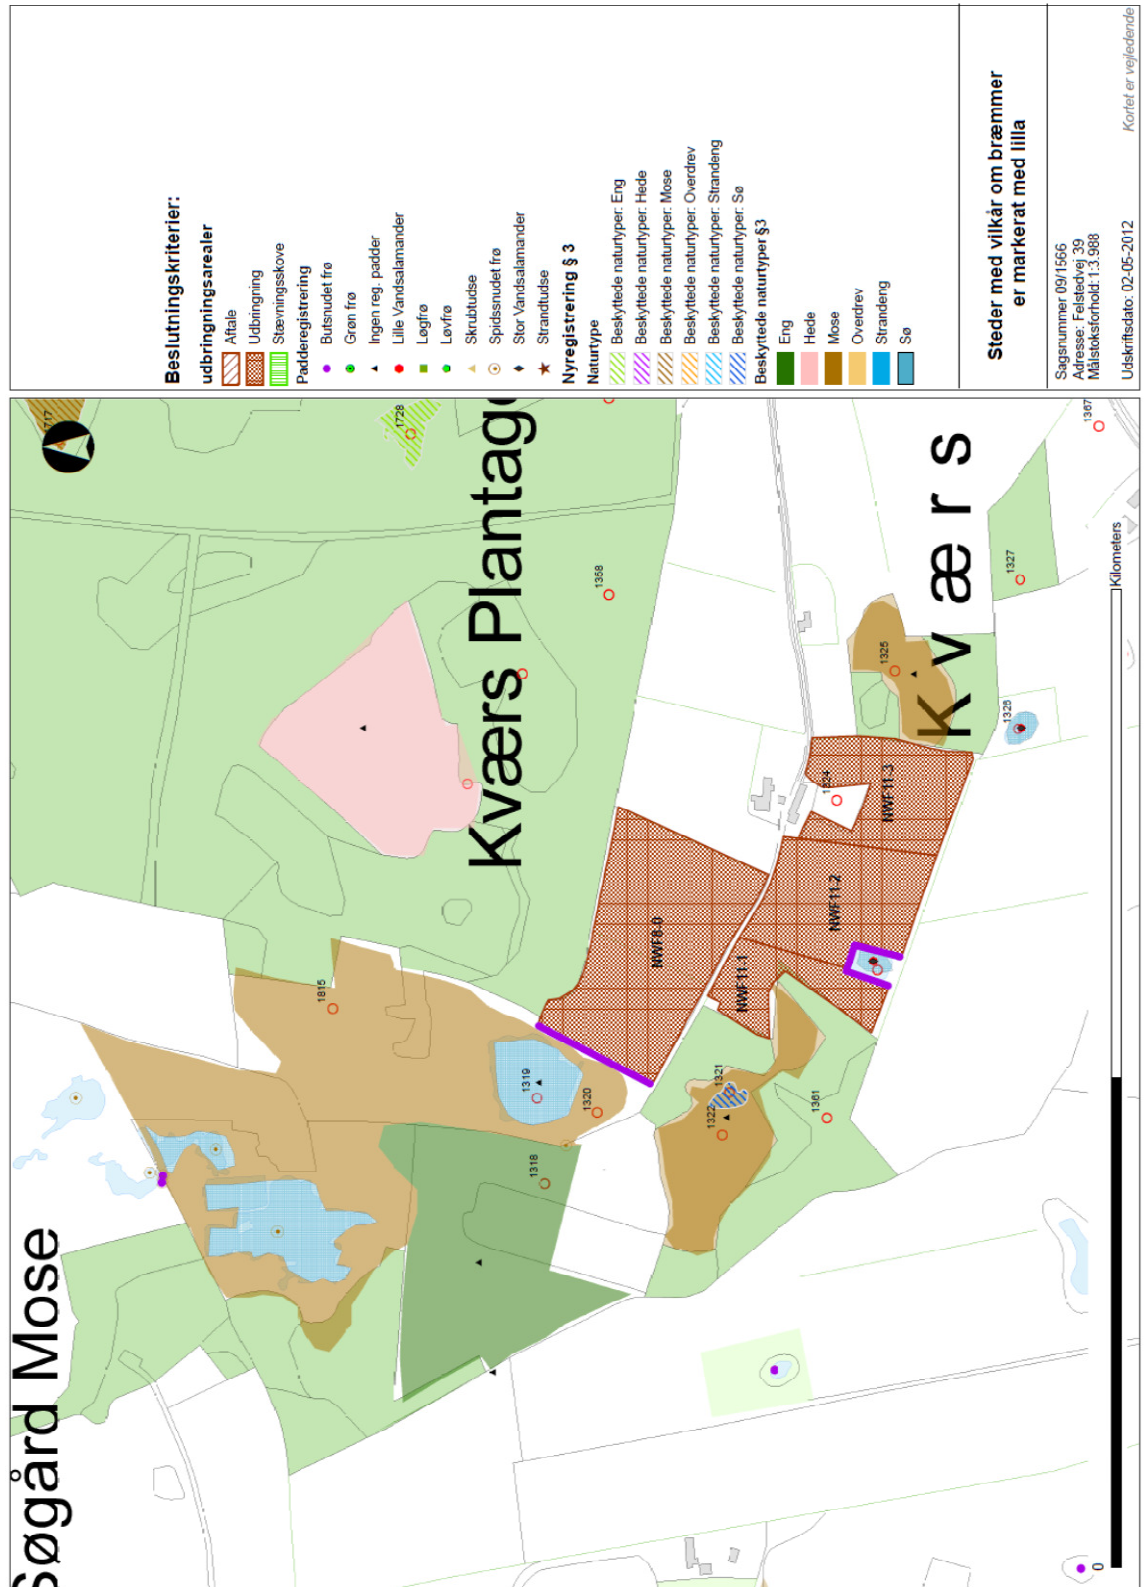 Søgård Mose
Kværs Plantage
Kværs
717
1728
1358
1815
1319
1320
1318
1321
1322
1361
1324
1325
1327
1367
NWF8-0
NWF11-1
NWF11-2
NWF11-3
0
Kilometers
Beslutningskriterier:
udbringningsarealer
Aftale
Udbringning
Stævningsskove
Padderegistrering
Butsnudet frø
Grøn frø
Ingen reg. padder
Lille Vandsalamander
Løgfrø
Løvfrø
Skrubtudse
Spidssnudet frø
Stor Vandsalamander
Strandtudse
Nyregistrering § 3
Naturtype
Beskyttede naturtyper: Eng
Beskyttede naturtyper: Hede
Beskyttede naturtyper: Mose
Beskyttede naturtyper: Overdrev
Beskyttede naturtyper: Strandeng
Beskyttede naturtyper: Sø
Beskyttede naturtyper §3
Eng
Hede
Mose
Overdrev
Strandeng
Sø
Steder med vilkår om bræmmer
er markerat med lilla
Sagsnummer 09/1566
Adresse: Felstedvej 39
Målstoksforhold: 1:3.988
Udskriftsdato: 02-05-2012
Kortet er vejledende